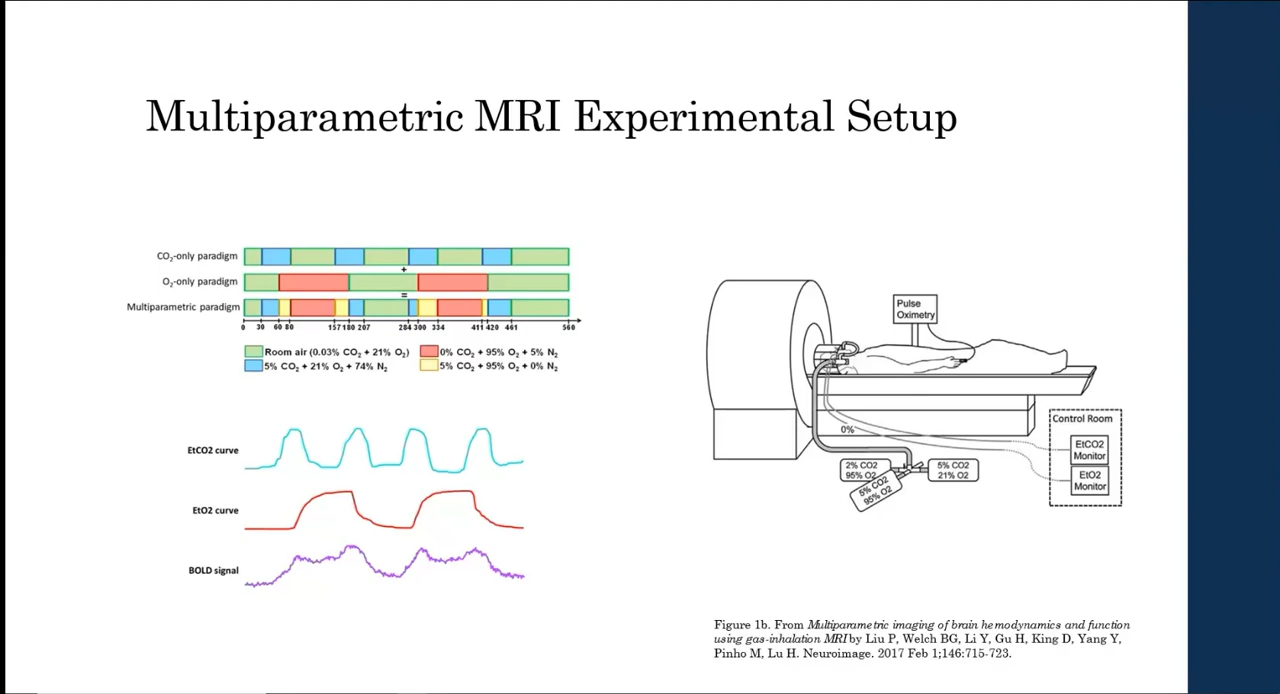 Multiparametric MRI Experimental Setup
CO₂-only paradigm
+
O₂-only paradigm
=
Multiparametric paradigm
0 30 60 80 157 180 207 284 300 334 411 420 461 560
Room air (0.03% CO₂ + 21% O₂)
0% CO₂ + 95% O₂ + 5% N₂
5% CO₂ + 21% O₂ + 74% N₂
5% CO₂ + 95% O₂ + 0% N₂
EtCO2 curve
EtO2 curve
BOLD signal
Pulse
Oximetry
0%
2% CO2
95% O2
5% CO2
95% O2
5% CO2
21% O2
Control Room
EtCO2
Monitor
EtO2
Monitor
Figure 1b. From Multiparametric imaging of brain hemodynamics and function
using gas-inhalation MRI by Liu P, Welch BG, Li Y, Gu H, King D, Yang Y,
Pinho M, Lu H. Neuroimage. 2017 Feb 1;146:715-723.